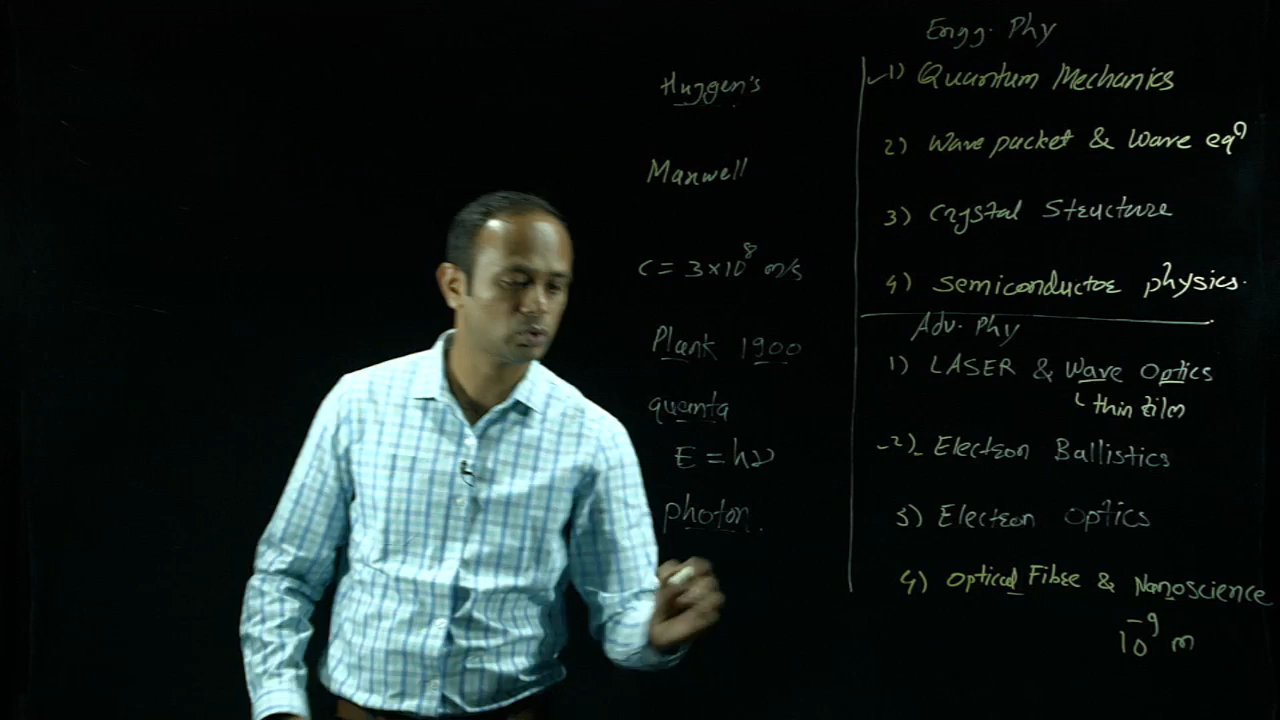 Huygen's
Maxwell
C = 3×10⁸ m/s
Plank 1900
quanta
E = hν
photon.
Engg. Phy
✓1) Quantum Mechanics
2) Wave packet & Wave eqⁿ
3) Crystal Structure
4) Semiconductor physics.
Adv. Phy
1) LASER & Wave Optics
thin film
2) Electron Ballistics
3) Electron Optics
4) Optical Fibre & Nanoscience
10⁻⁹ m